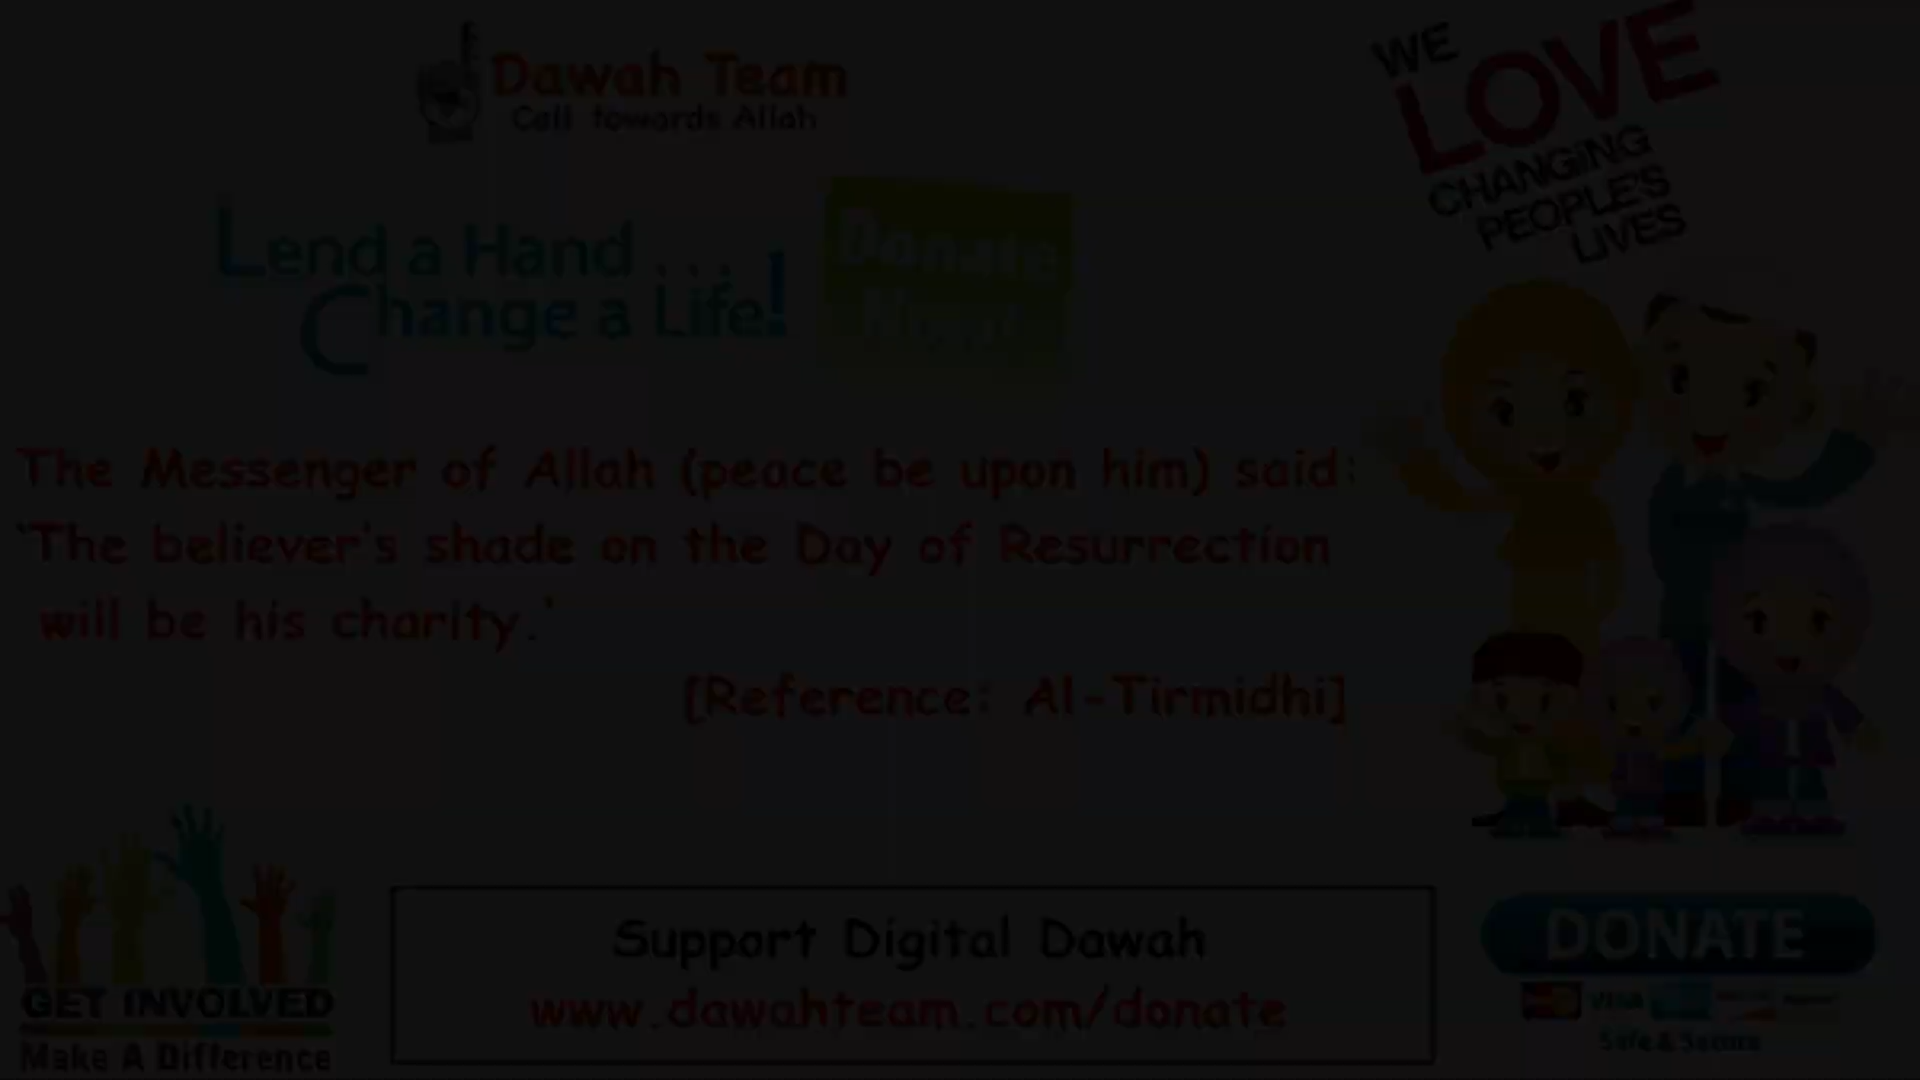 Dawah Team
Call towards Allah
WE
LOVE
CHANGING
PEOPLE'S
LIVES
Lend a Hand
Change a Life!
Donate
Now!
The Messenger of Allah (peace be upon him) said:
'The believer's shade on the Day of Resurrection
will be his charity.'
[Reference: Al-Tirmidhi]
GET INVOLVED
Make A Difference
Support Digital Dawah
www.dawahteam.com/donate
DONATE
VISA
Safe & Secure